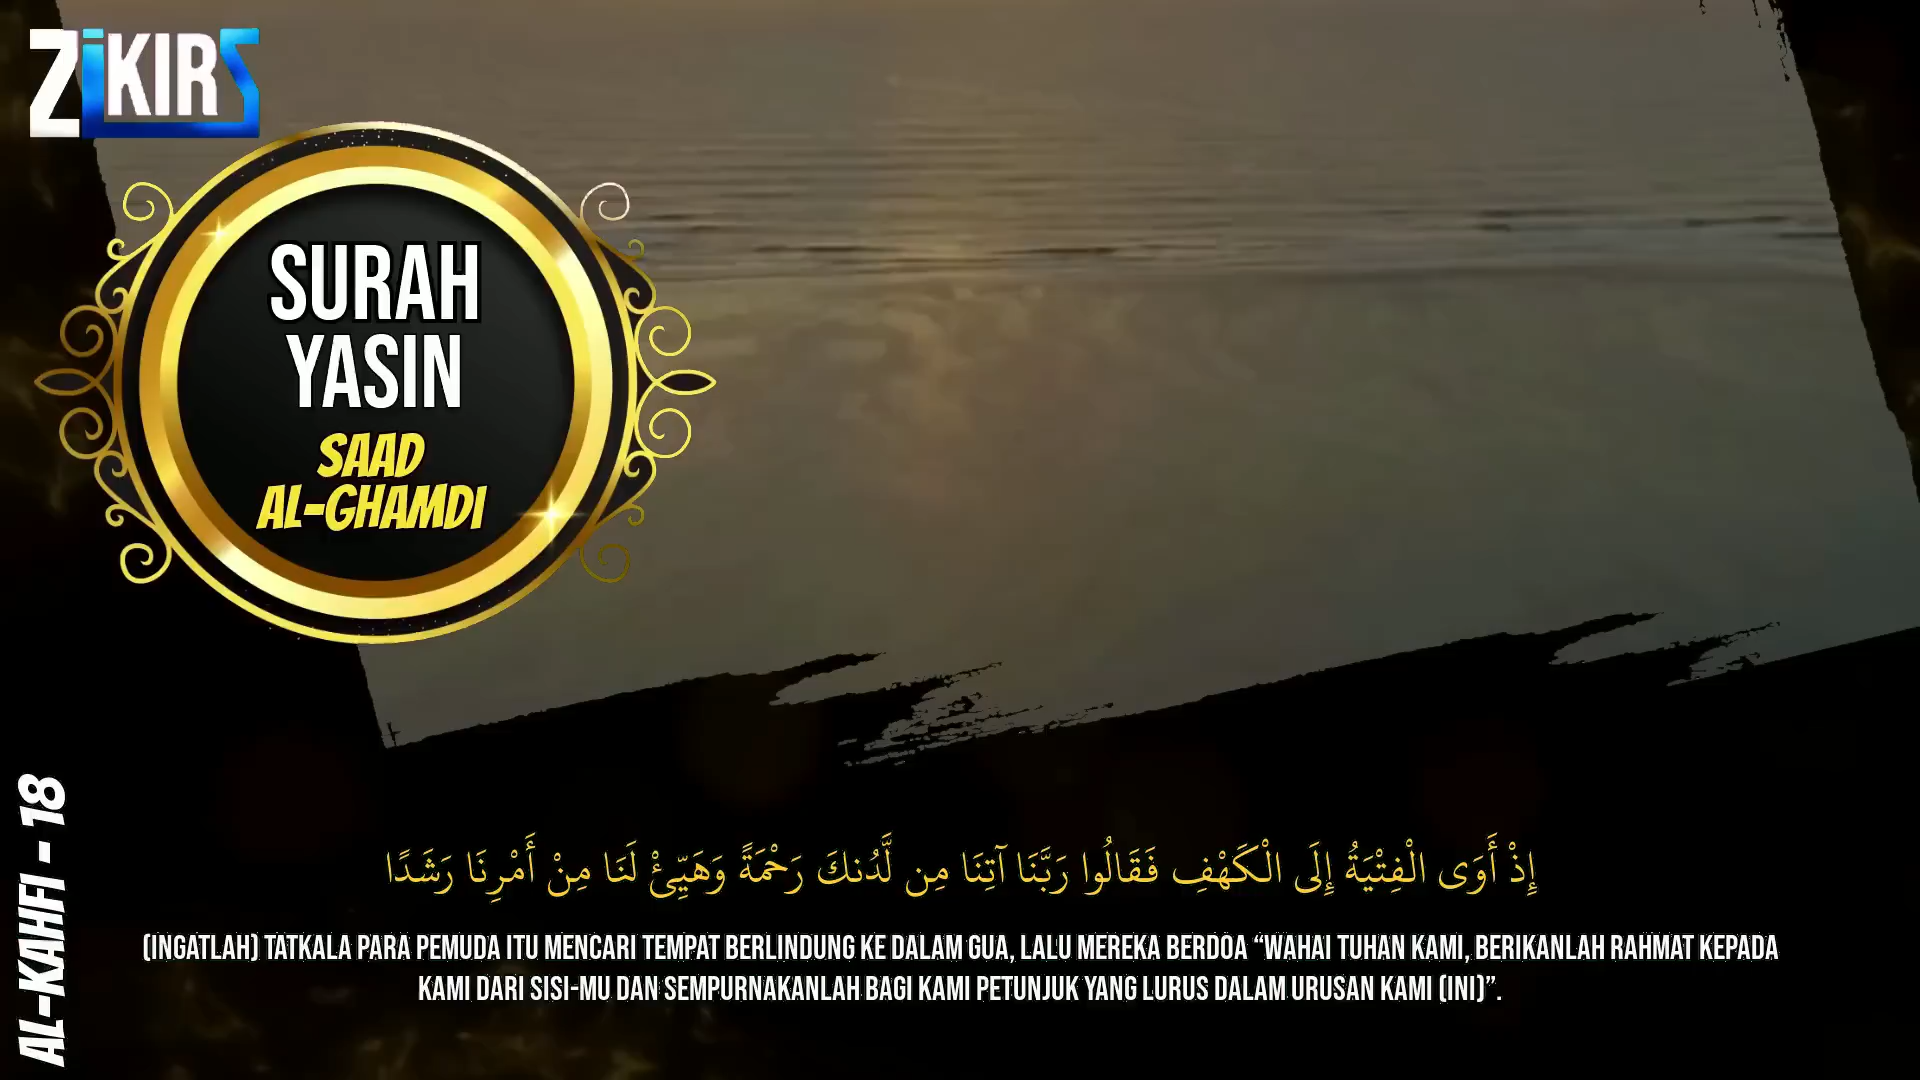 ZiKIRS
SURAH
YASIN
SAAD
AL-GHAMDI
AL-KAHFI - 18
إِذْ أَوَى الْفِتْيَةُ إِلَى الْكَهْفِ فَقَالُوا رَبَّنَا آتِنَا مِن لَّدُنكَ رَحْمَةً وَهَيِّئْ لَنَا مِنْ أَمْرِنَا رَشَدًا
(INGATLAH) TATKALA PARA PEMUDA ITU MENCARI TEMPAT BERLINDUNG KE DALAM GUA, LALU MEREKA BERDOA “WAHAI TUHAN KAMI, BERIKANLAH RAHMAT KEPADA
KAMI DARI SISI-MU DAN SEMPURNAKANLAH BAGI KAMI PETUNJUK YANG LURUS DALAM URUSAN KAMI (INI)”.